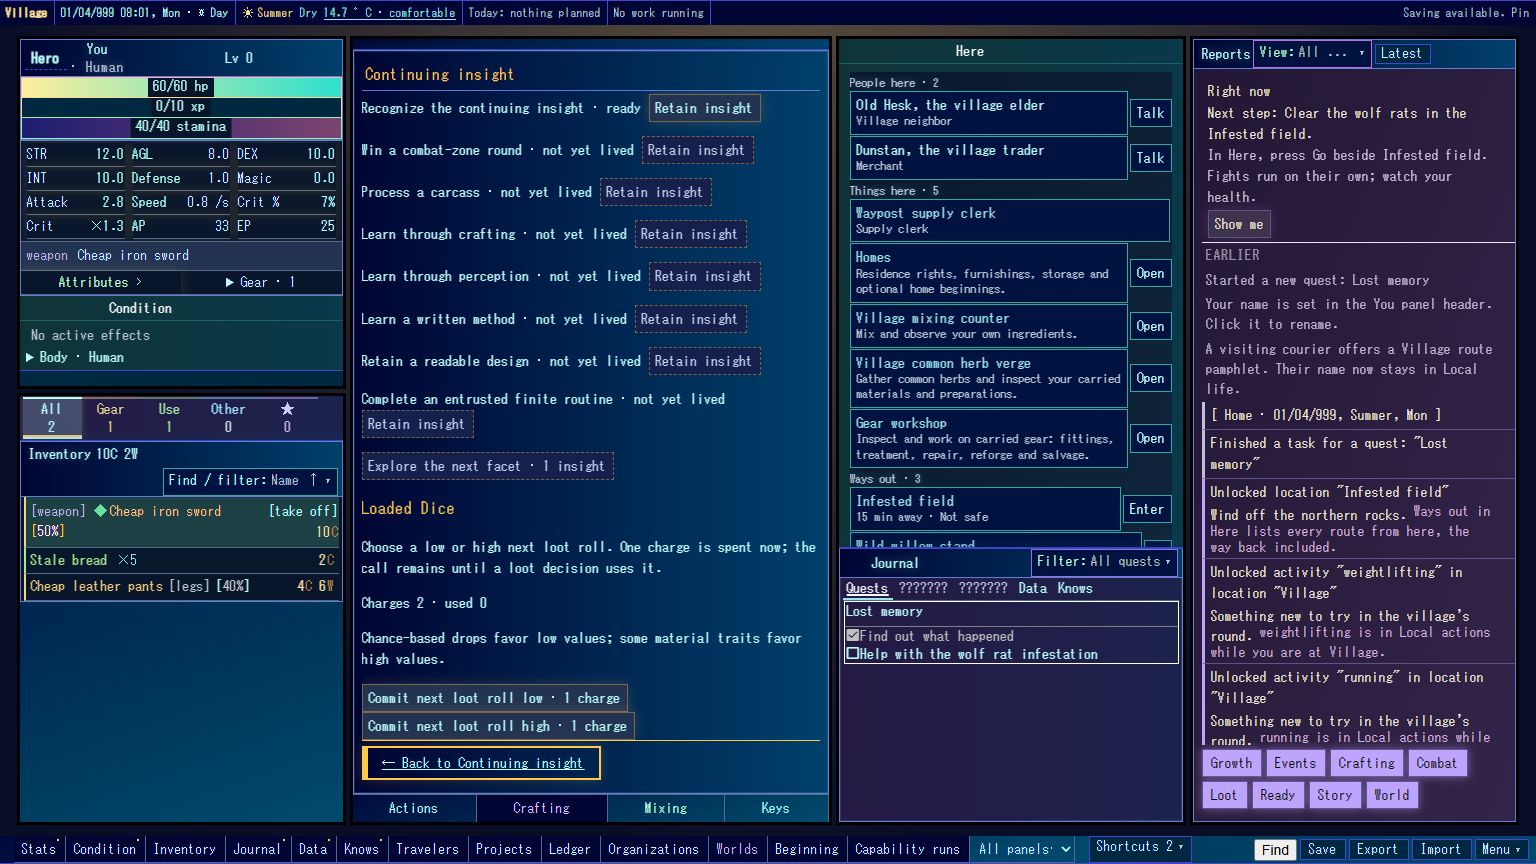 Village 01/04/999 08:01, Mon · ☀ Day ☀ Summer Dry 14.7 ° C · comfortable Today: nothing planned No work running Saving available. Pin
Hero · You Human Lv 0
60/60 hp
0/10 xp
40/40 stamina
STR 12.0 AGL 8.0 DEX 10.0
INT 10.0 Defense 1.0 Magic 0.0
Attack 2.8 Speed 0.8 /s Crit % 7%
Crit ×1.3 AP 33 EP 25
weapon Cheap iron sword
Attributes > ▶ Gear · 1
Condition
No active effects
▶ Body · Human
All Gear Use Other ★
2 1 1 0 0
Inventory 10C 2W
Find / filter: Name ↑ ▾
[weapon] ◆Cheap iron sword [take off]
[50%] 10C
Stale bread ×5 2C
Cheap leather pants [legs] [40%] 4C 6W
Continuing insight
Recognize the continuing insight · ready Retain insight
Win a combat-zone round · not yet lived Retain insight
Process a carcass · not yet lived Retain insight
Learn through crafting · not yet lived Retain insight
Learn through perception · not yet lived Retain insight
Learn a written method · not yet lived Retain insight
Retain a readable design · not yet lived Retain insight
Complete an entrusted finite routine · not yet lived
Retain insight
Explore the next facet · 1 insight
Loaded Dice
Choose a low or high next loot roll. One charge is spent now; the
call remains until a loot decision uses it.
Charges 2 · used 0
Chance-based drops favor low values; some material traits favor
high values.
Commit next loot roll low · 1 charge
Commit next loot roll high · 1 charge
← Back to Continuing insight
Actions Crafting Mixing Keys
Here
People here · 2
Old Hesk, the village elder
Village neighbor
Talk
Dunstan, the village trader
Merchant
Talk
Things here · 5
Waypost supply clerk
Supply clerk
Homes
Residence rights, furnishings, storage and
optional home beginnings.
Open
Village mixing counter
Mix and observe your own ingredients.
Open
Village common herb verge
Gather common herbs and inspect your carried
materials and preparations.
Open
Gear workshop
Inspect and work on carried gear: fittings,
treatment, repair, reforge and salvage.
Open
Ways out · 3
Infested field
15 min away · Not safe
Enter
Wild willow stand
Journal Filter: All quests ▾
Quests ??????? ??????? Data Knows
Lost memory
Find out what happened
Help with the wolf rat infestation
Reports View: All ... ▾ Latest
Right now
Next step: Clear the wolf rats in the
Infested field.
In Here, press Go beside Infested field.
Fights run on their own; watch your
health.
Show me
EARLIER
Started a new quest: Lost memory
Your name is set in the You panel header.
Click it to rename.
A visiting courier offers a Village route
pamphlet. Their name now stays in Local
life.
[ Home · 01/04/999, Summer, Mon ]
Finished a task for a quest: "Lost
memory"
Unlocked location "Infested field"
Wind off the northern rocks. Ways out in
Here lists every route from here, the
way back included.
Unlocked activity "weightlifting" in
location "Village"
Something new to try in the village's
round. weightlifting is in Local actions
while you are at Village.
Unlocked activity "running" in location
"Village"
Something new to try in the village's
round. running is in Local actions while
Growth Events Crafting Combat
Loot Ready Story World
Stats Condition Inventory Journal Data Knows Travelers Projects Ledger Organizations Worlds Beginning Capability runs All panels· Shortcuts 2 ▾ Find Save Export Import Menu ▾